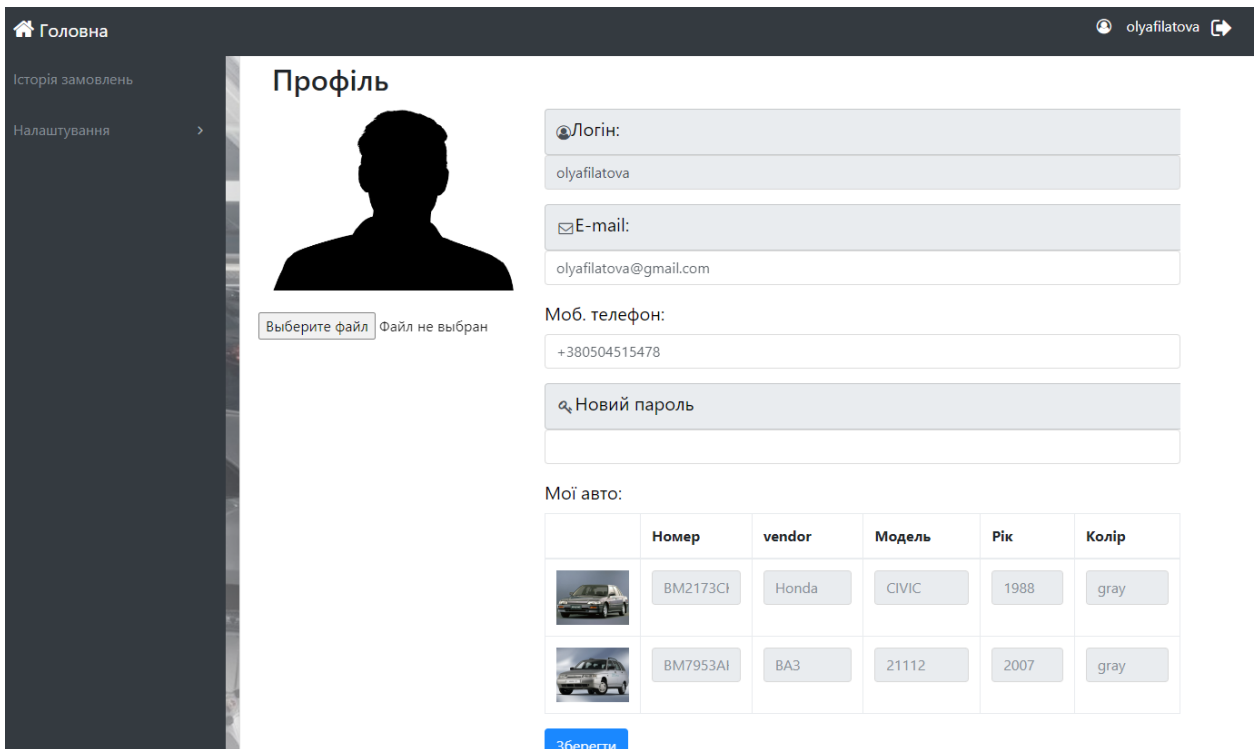 Головна
olyafilatova
Історія замовлень
Налаштування
Профіль
Выберите файл Файл не выбран
Логін:
olyafilatova
E-mail:
olyafilatova@gmail.com
Моб. телефон:
+380504515478
Новий пароль
Мої авто:
Номер vendor Модель Рік Колір
Honda CIVIC 1988 gray
ВАЗ 21112 2007 gray
Зберегти